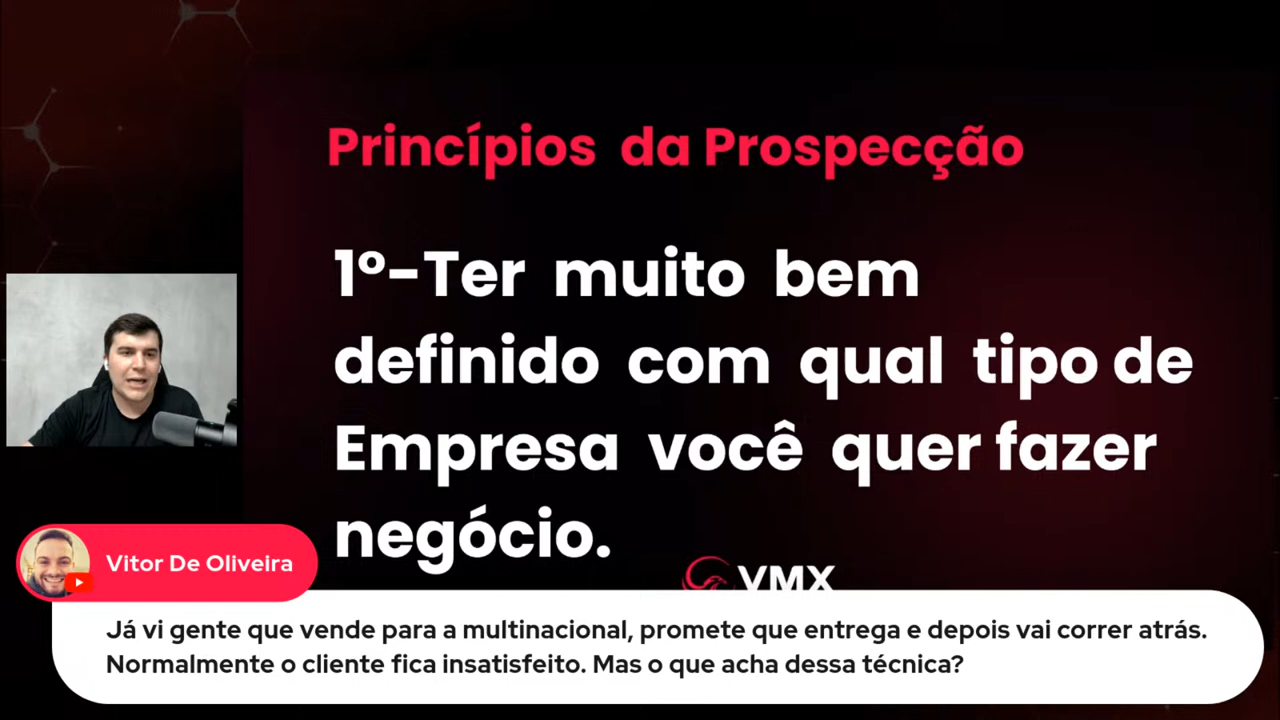 Princípios da Prospecção
1º-Ter muito bem
definido com qual tipo de
Empresa você quer fazer
negócio.
VMX
Vitor De Oliveira
Já vi gente que vende para a multinacional, promete que entrega e depois vai correr atrás.
Normalmente o cliente fica insatisfeito. Mas o que acha dessa técnica?